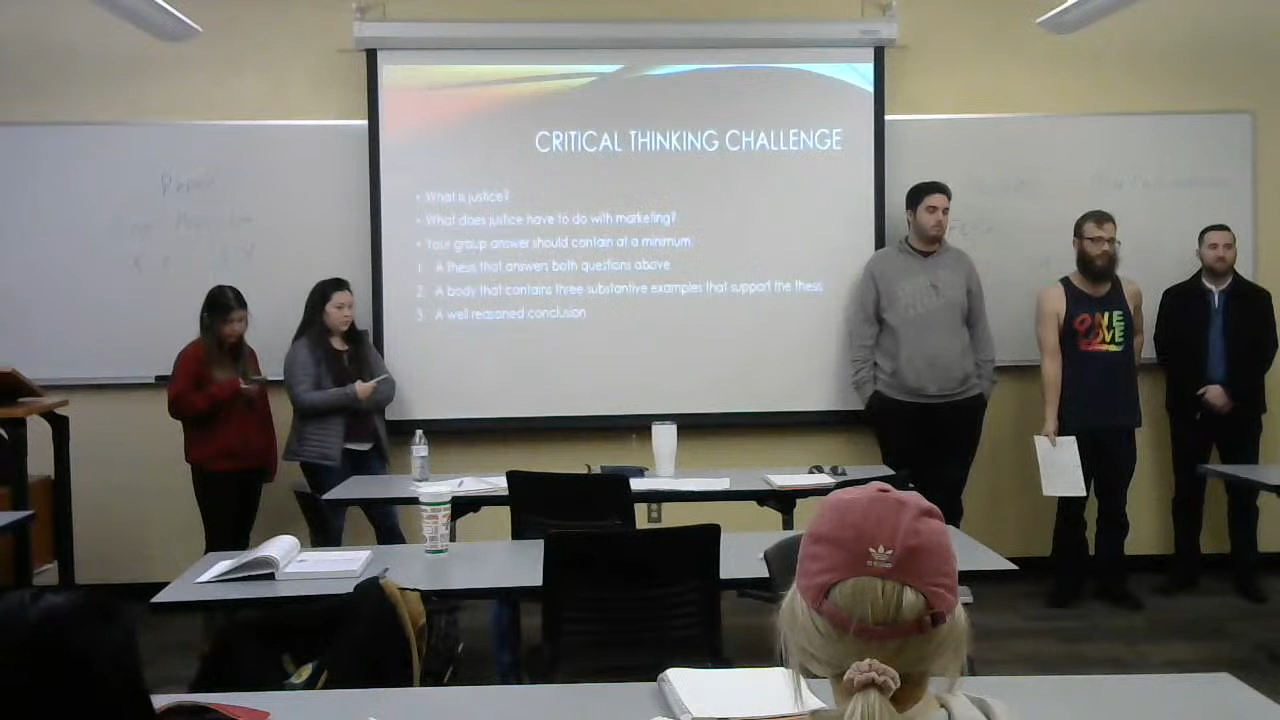 CRITICAL THINKING CHALLENGE
• What is justice?
• What does justice have to do with marketing?
• Your group answer should contain at a minimum:
1. A thesis that answers both questions above
2. A body that contains three substantive examples that support the thesis
3. A well reasoned conclusion
ONE
LOVE